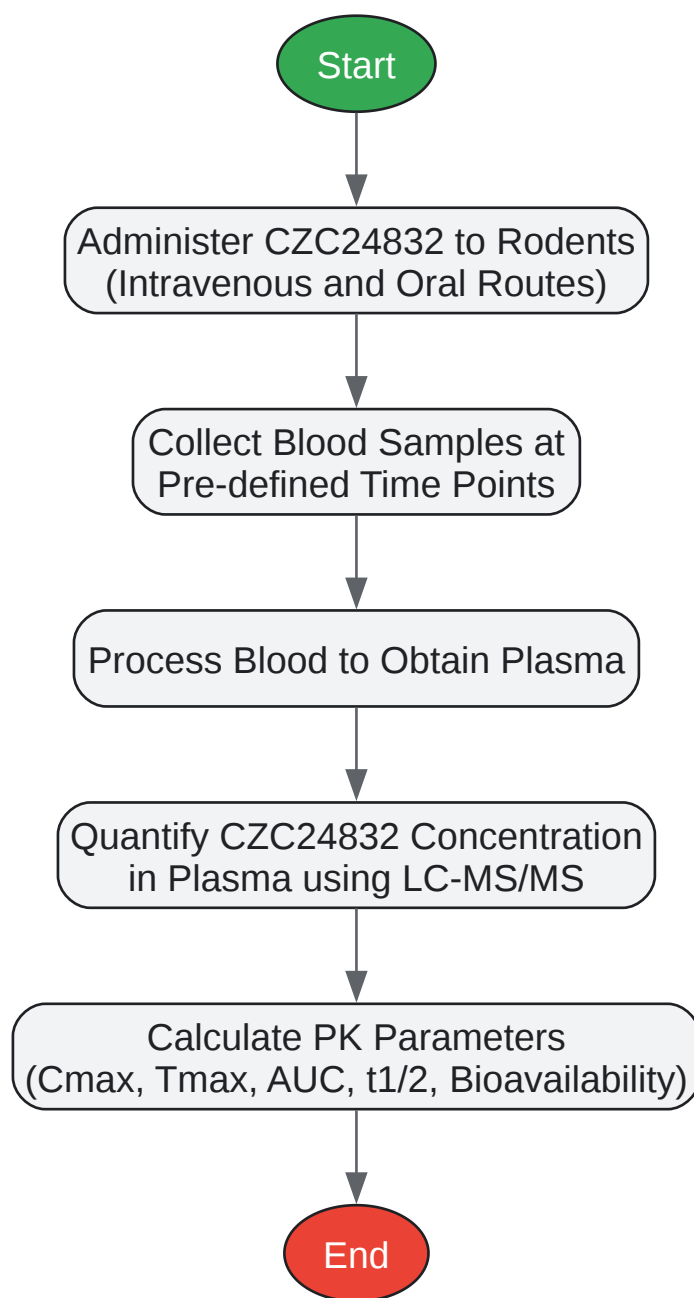 Start
Administer CZC24832 to Rodents
(Intravenous and Oral Routes)
Collect Blood Samples at
Pre-defined Time Points
Process Blood to Obtain Plasma
Quantify CZC24832 Concentration
in Plasma using LC-MS/MS
Calculate PK Parameters
(Cmax, Tmax, AUC, t1/2, Bioavailability)
End